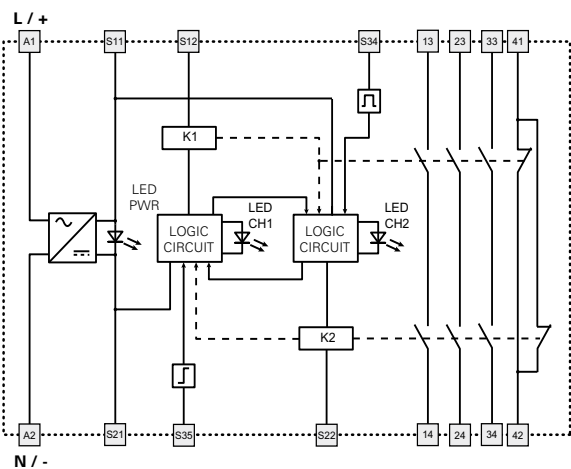 L / +
A1 S11 S12 S34 13 23 33 41
K1
LED
PWR
LED
CH1
LED
CH2
LOGIC
CIRCUIT
LOGIC
CIRCUIT
K2
A2 S21 S35 S22 14 24 34 42
N / -